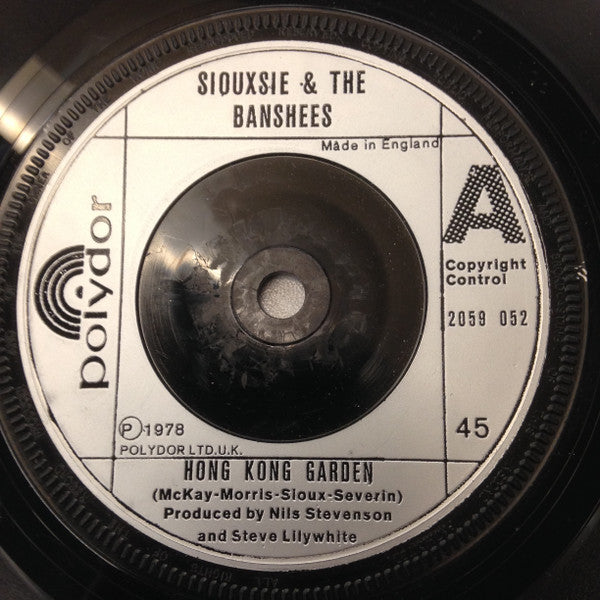 SIOUXSIE & THE
BANSHEES
Made in England
A
Copyright
Control
2059 052
polydor
45
Ⓟ1978
POLYDOR LTD.U.K.
HONG KONG GARDEN
(McKay-Morris-Sioux-Severin)
Produced by Nils Stevenson
and Steve Lilywhite